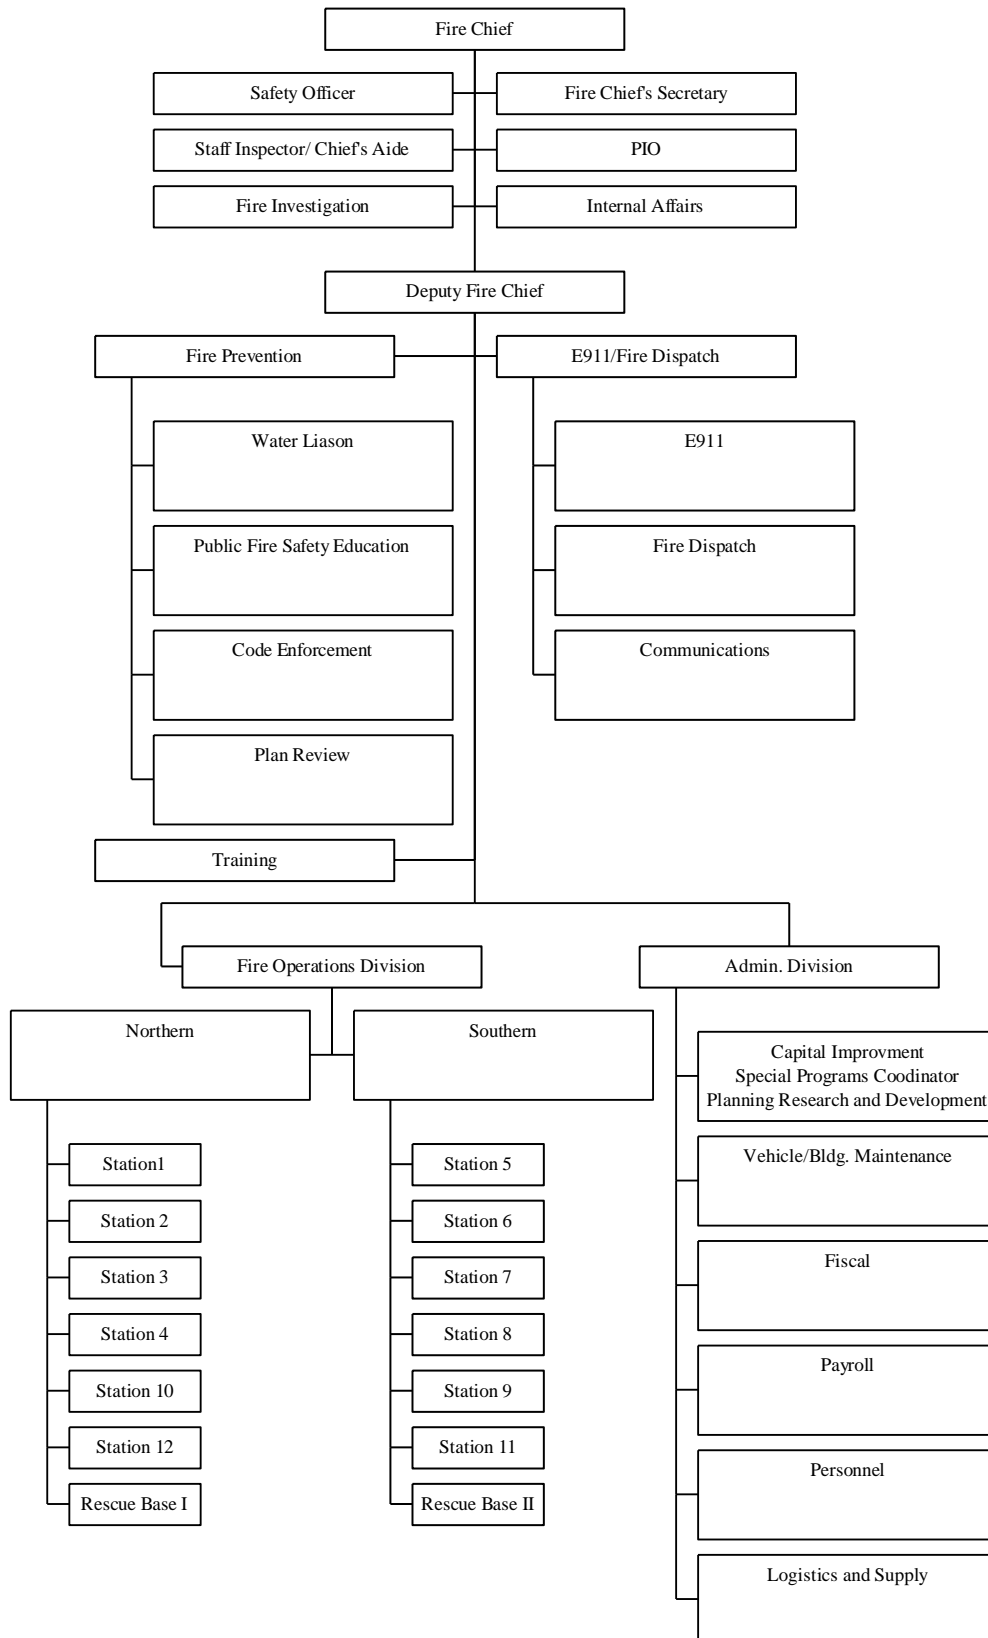 Fire Chief
Safety Officer
Fire Chief's Secretary
Staff Inspector/ Chief's Aide
PIO
Fire Investigation
Internal Affairs
Deputy Fire Chief
Fire Prevention
E911/Fire Dispatch
Water Liason
E911
Public Fire Safety Education
Fire Dispatch
Code Enforcement
Communications
Plan Review
Training
Fire Operations Division
Admin. Division
Northern
Southern
Capital Improvment
Special Programs Coodinator
Planning Research and Development
Station1
Station 2
Station 3
Station 4
Station 10
Station 12
Rescue Base I
Station 5
Station 6
Station 7
Station 8
Station 9
Station 11
Rescue Base II
Vehicle/Bldg. Maintenance
Fiscal
Payroll
Personnel
Logistics and Supply